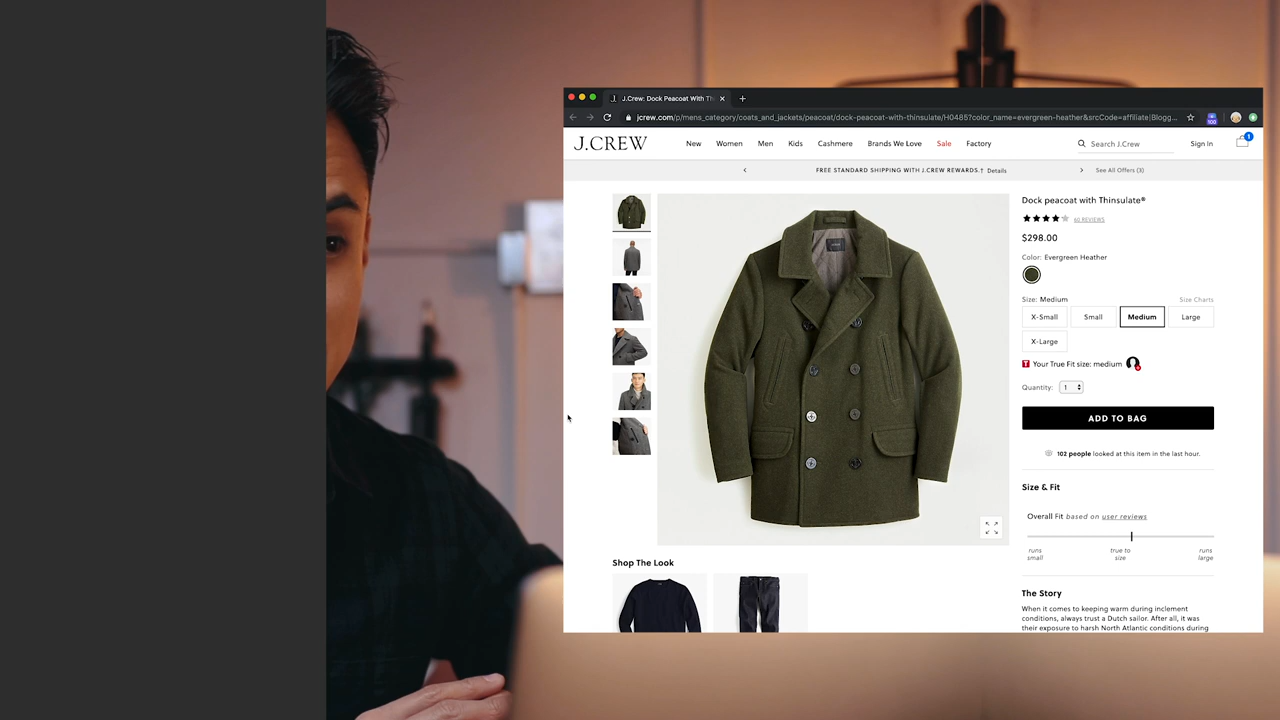 J.Crew: Dock Peacoat With Th
jcrew.com/p/mens_category/coats_and_jackets/peacoat/dock-peacoat-with-thinsulate/H0485?color_name=evergreen-heather&srcCode=affiliate|Blogg...
100
J.CREW
New Women Men Kids Cashmere Brands We Love Sale Factory
Search J.Crew
Sign In
1
FREE STANDARD SHIPPING WITH J.CREW REWARDS.† Details
See All Offers (3)
Dock peacoat with Thinsulate®
60 REVIEWS
$298.00
Color: Evergreen Heather
Size: Medium
Size Charts
X-Small Small Medium Large
X-Large
T Your True Fit size: medium
Quantity: 1
ADD TO BAG
102 people looked at this item in the last hour.
Size & Fit
Overall Fit based on user reviews
runs small
true to size
runs large
Shop The Look
The Story
When it comes to keeping warm during inclement
conditions, always trust a Dutch sailor. After all, it was
their exposure to harsh North Atlantic conditions during